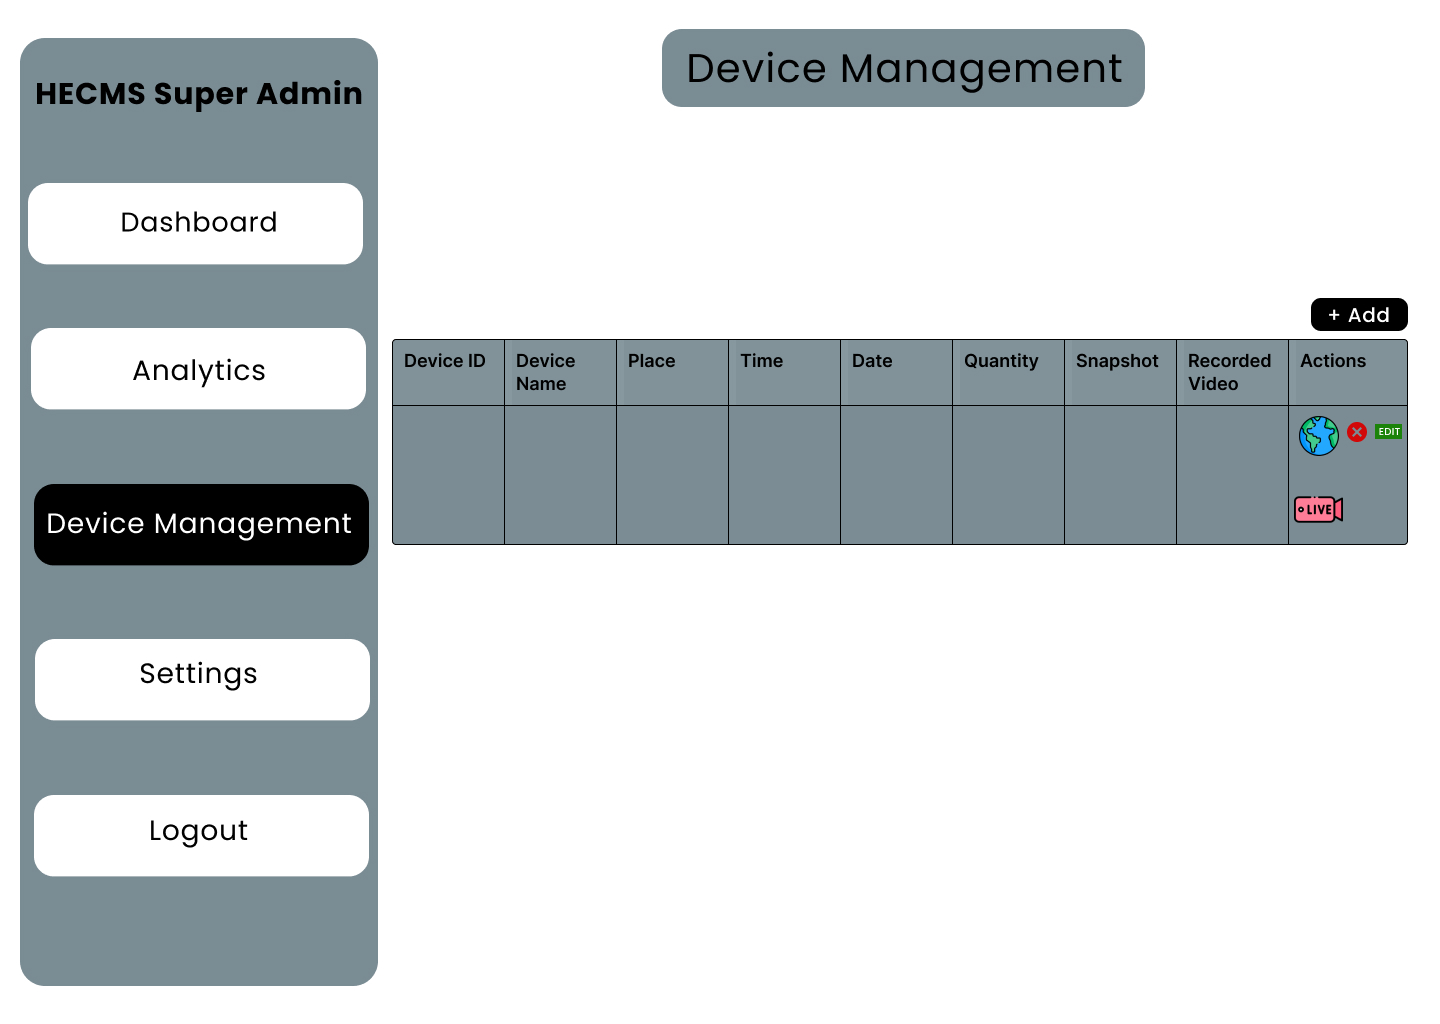 HECMS Super Admin
Dashboard
Analytics
Device Management
Settings
Logout
Device Management
+ Add
Device ID
Device
Name
Place
Time
Date
Quantity
Snapshot
Recorded
Video
Actions
EDIT
LIVE